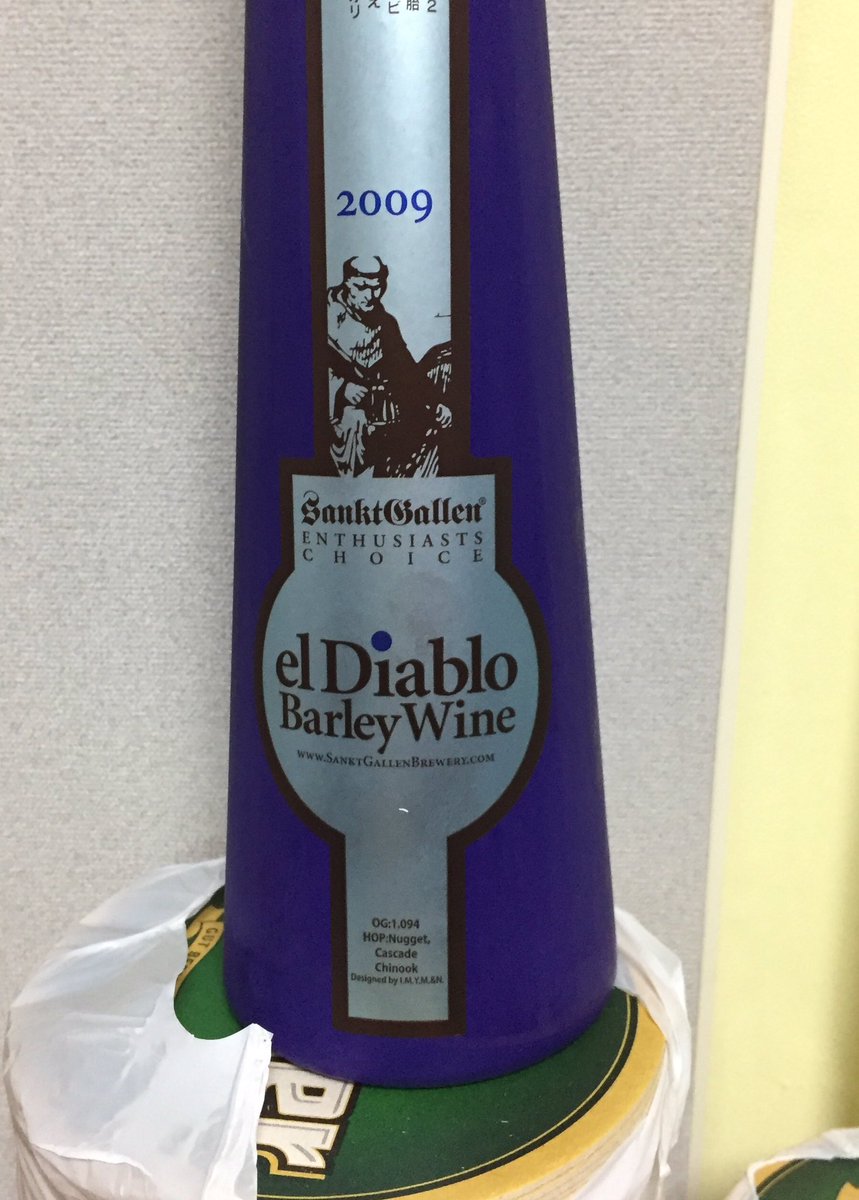 2009
SanktGallen®
ENTHUSIASTS
CHOICE
el Diablo
Barley Wine
www.SanktGallenBrewery.com
OG:1.094
HOP:Nugget,
Cascade
Chinook
Designed by I.M.Y.M.&N.